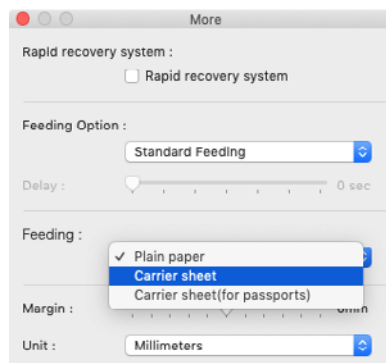 More
Rapid recovery system :
Rapid recovery system
Feeding Option :
Standard Feeding
Delay :
0 sec
Feeding :
✓ Plain paper
Carrier sheet
Carrier sheet(for passports)
Margin :
0mm
Unit :
Millimeters